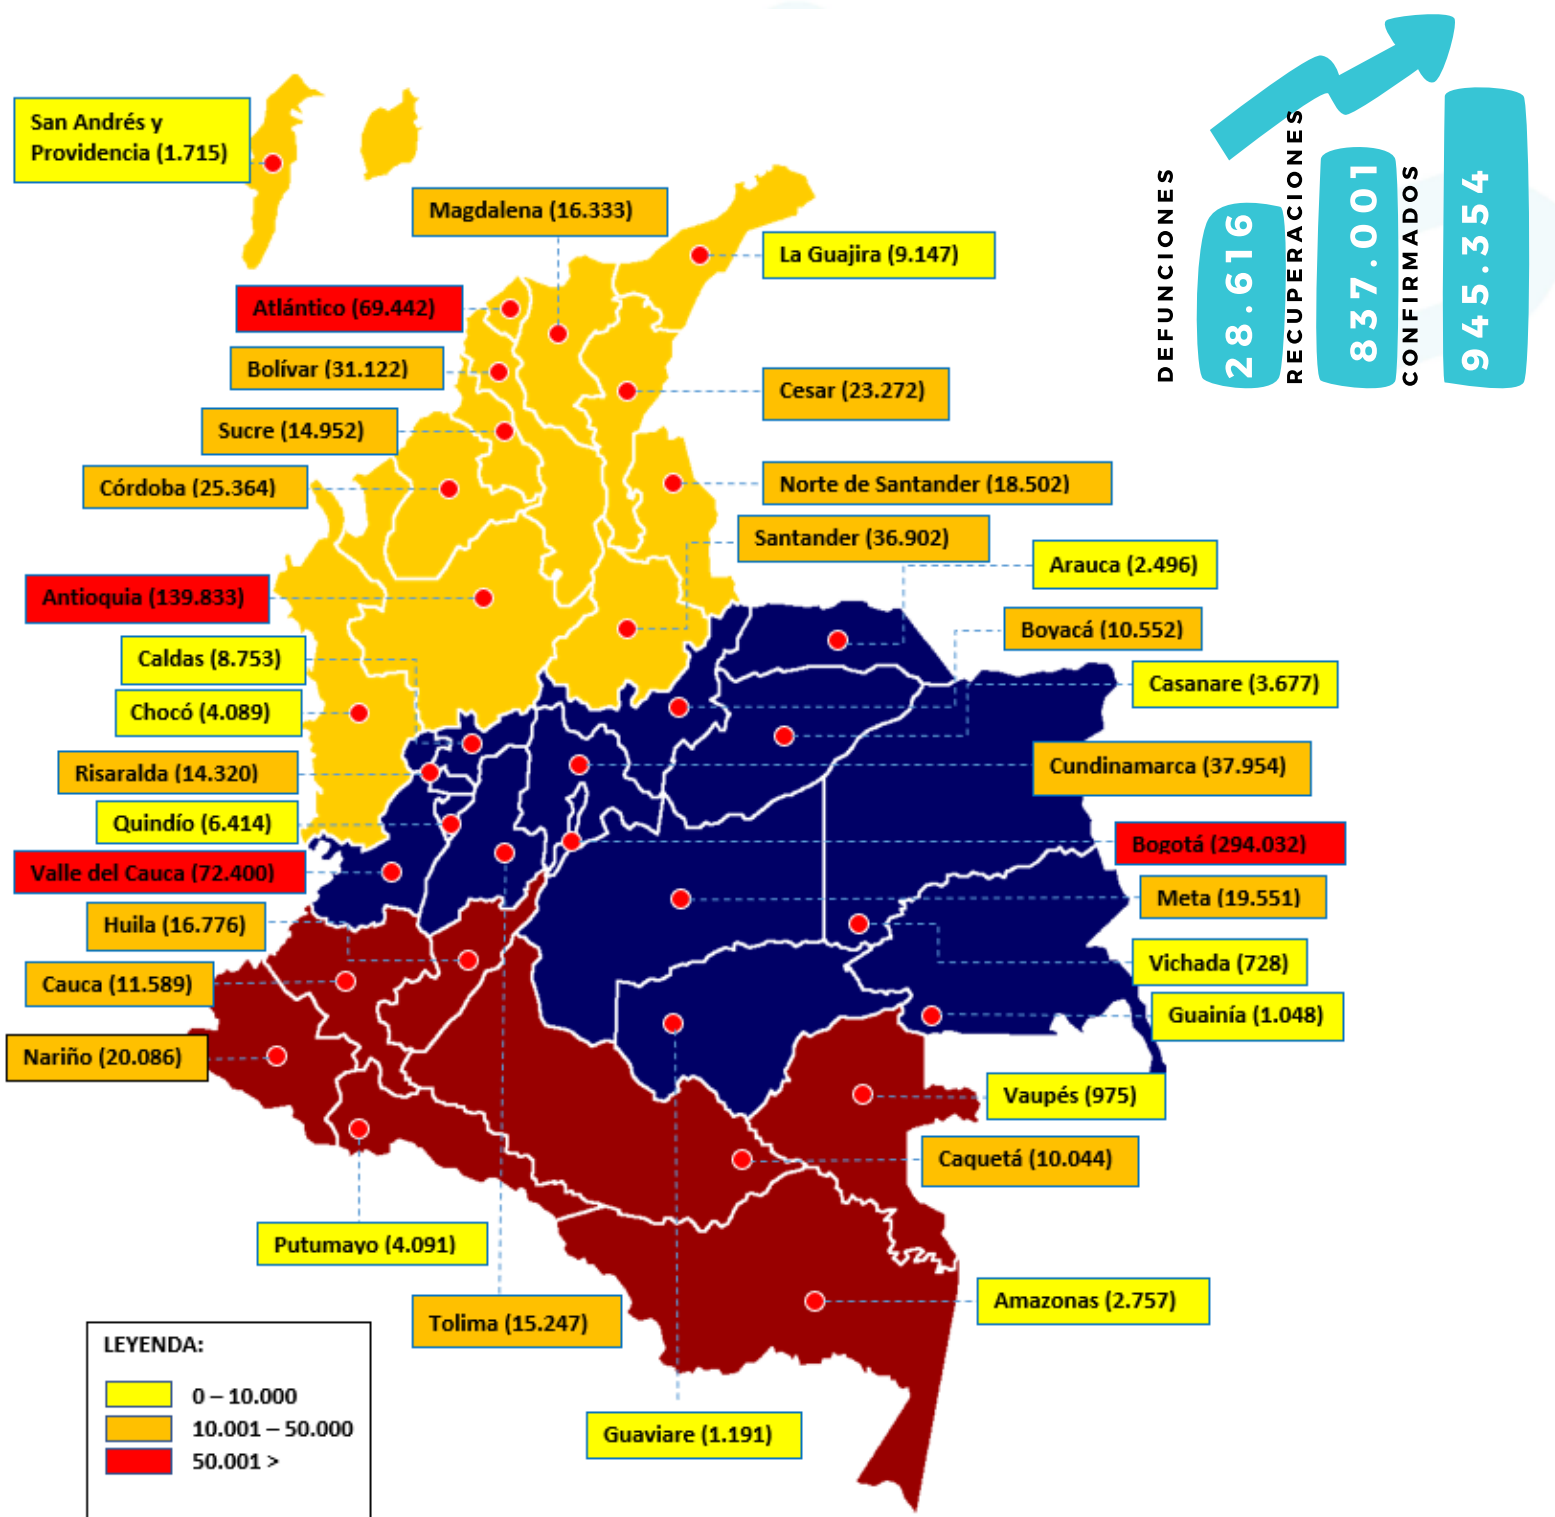 San Andrés y
Providencia (1.715)
Magdalena (16.333)
La Guajira (9.147)
Atlántico (69.442)
Bolívar (31.122)
Cesar (23.272)
Sucre (14.952)
Córdoba (25.364)
Norte de Santander (18.502)
Santander (36.902)
Arauca (2.496)
Antioquia (139.833)
Boyacá (10.552)
Caldas (8.753)
Casanare (3.677)
Chocó (4.089)
Risaralda (14.320)
Cundinamarca (37.954)
Quindío (6.414)
Bogotá (294.032)
Valle del Cauca (72.400)
Meta (19.551)
Huila (16.776)
Vichada (728)
Cauca (11.589)
Guainía (1.048)
Nariño (20.086)
Vaupés (975)
Caquetá (10.044)
Putumayo (4.091)
Amazonas (2.757)
Tolima (15.247)
Guaviare (1.191)
LEYENDA:
0 – 10.000
10.001 – 50.000
50.001 >
DEFUNCIONES
28.616
RECUPERACIONES
837.001
CONFIRMADOS
945.354